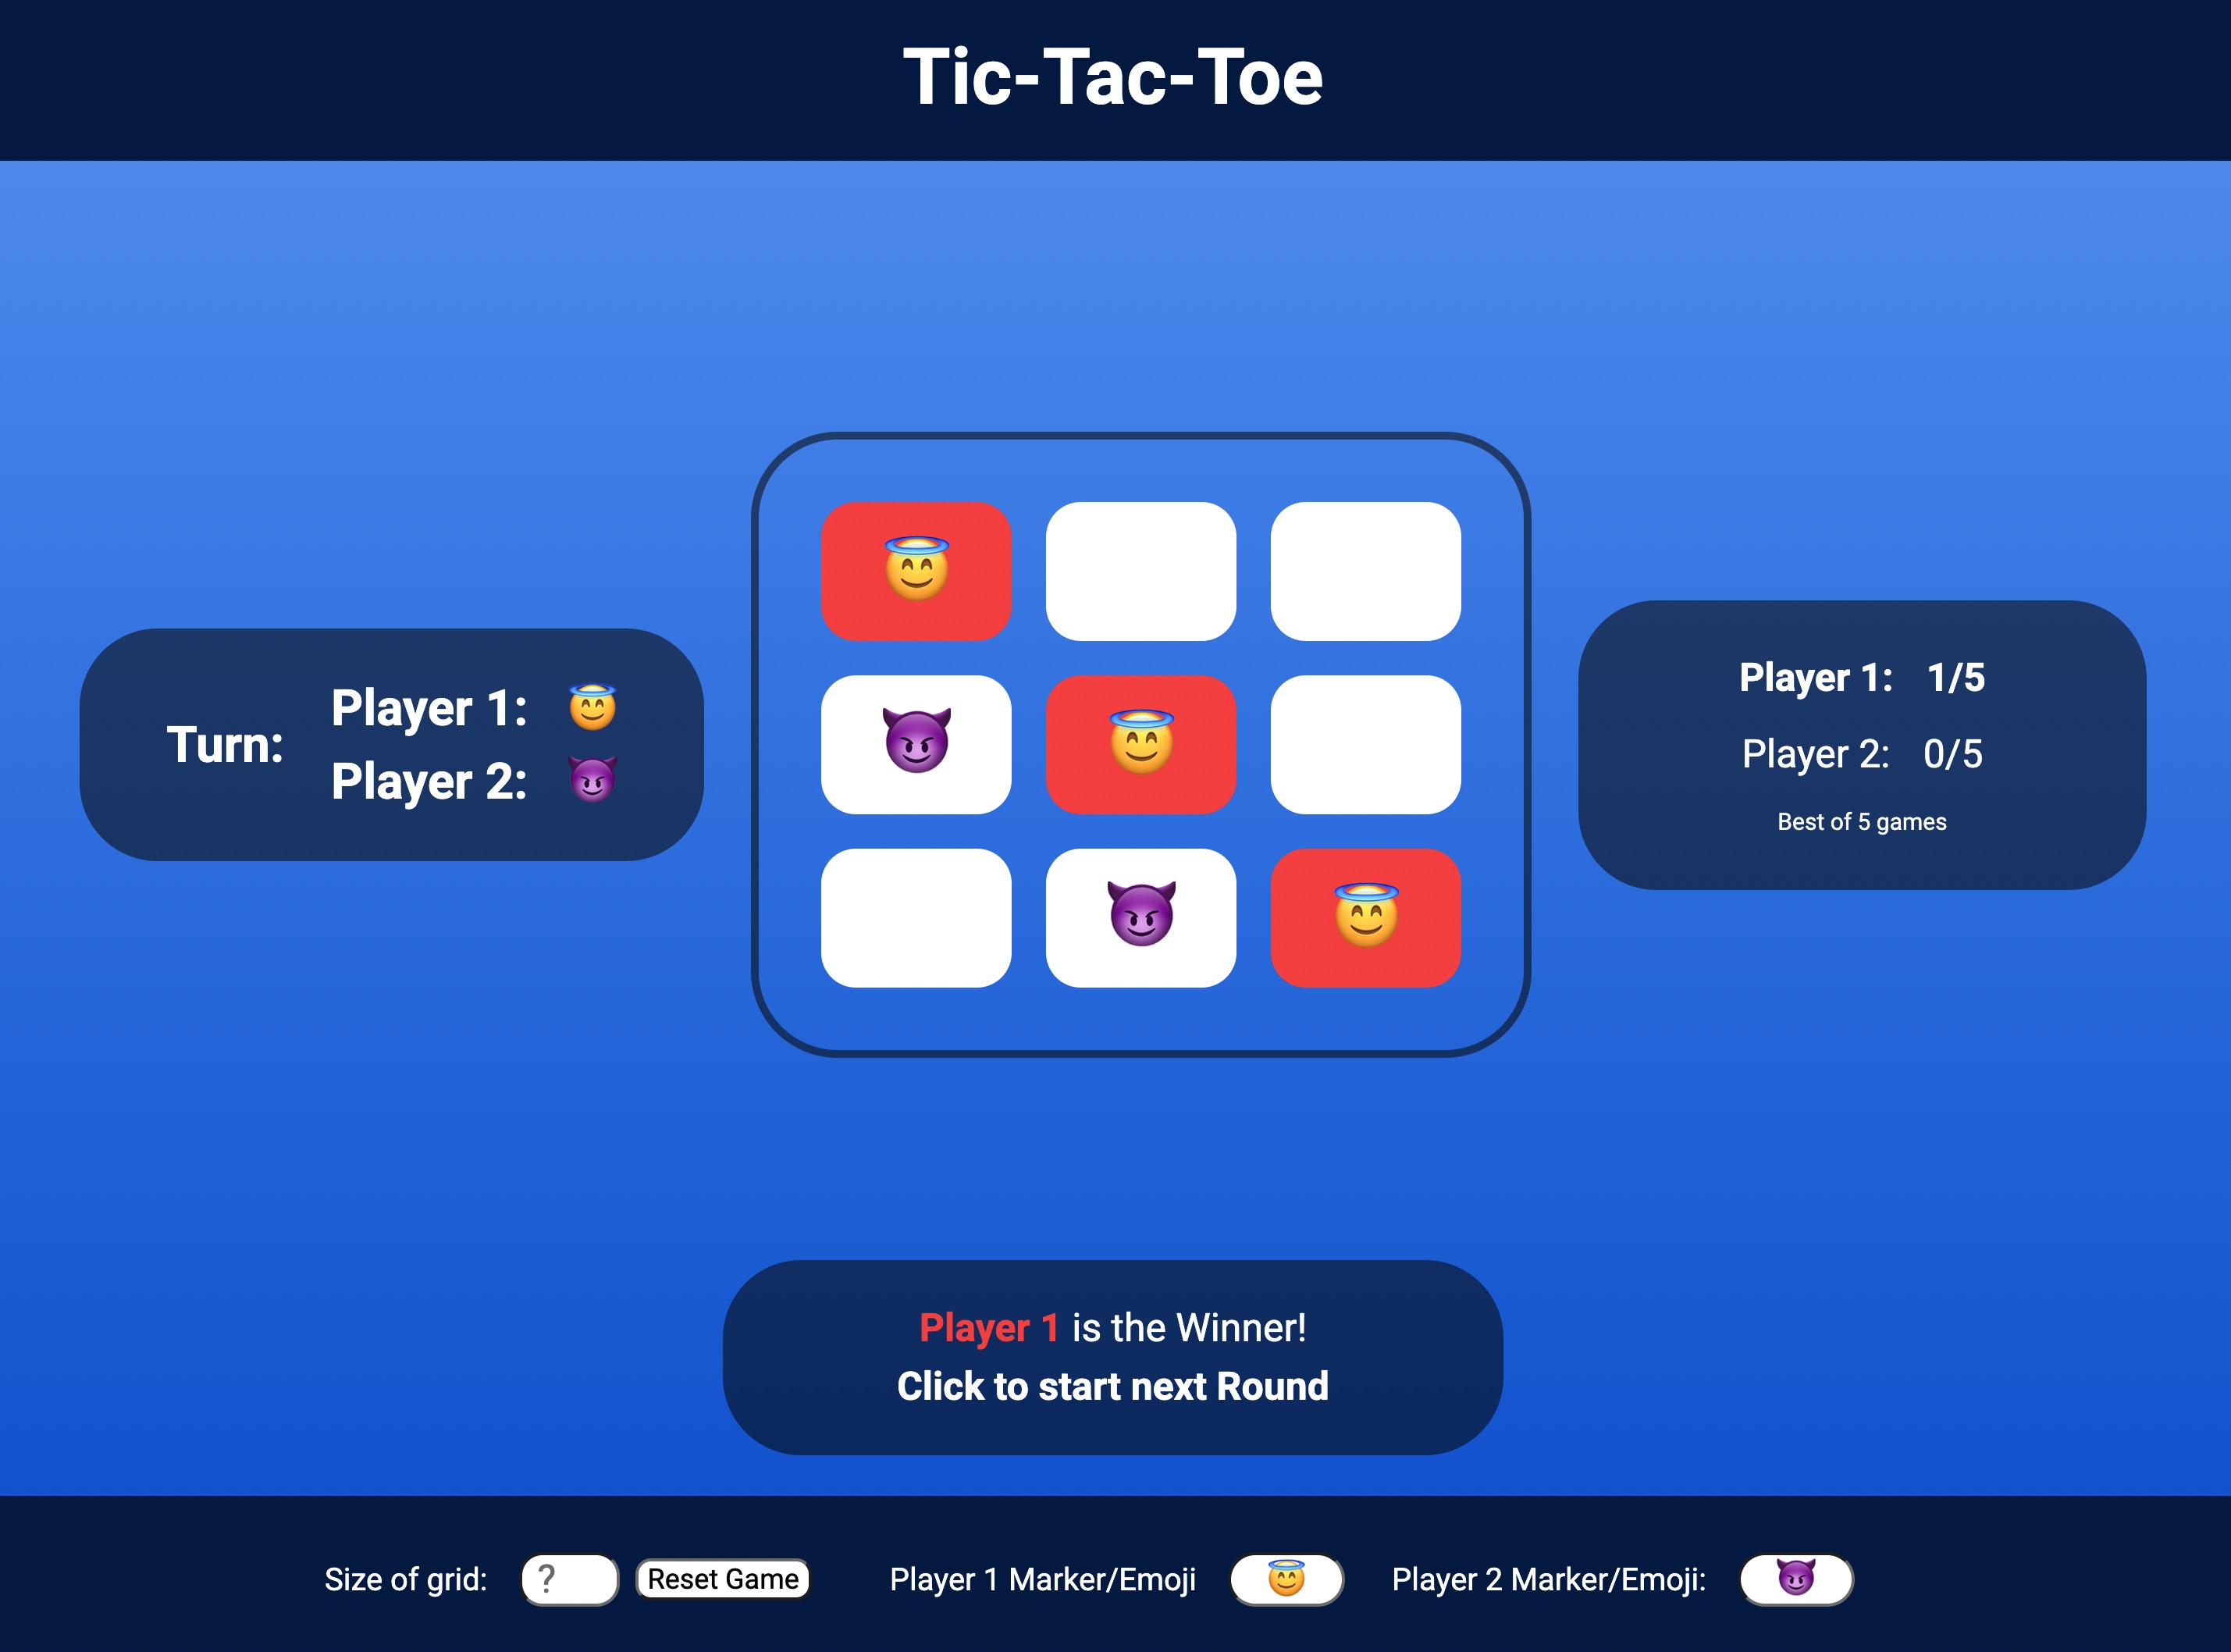 Tic-Tac-Toe
Turn:
Player 1: 😇
Player 2: 😈
Player 1: 1/5
Player 2: 0/5
Best of 5 games
Player 1 is the Winner!
Click to start next Round
Size of grid: ? Reset Game Player 1 Marker/Emoji 😇 Player 2 Marker/Emoji: 😈